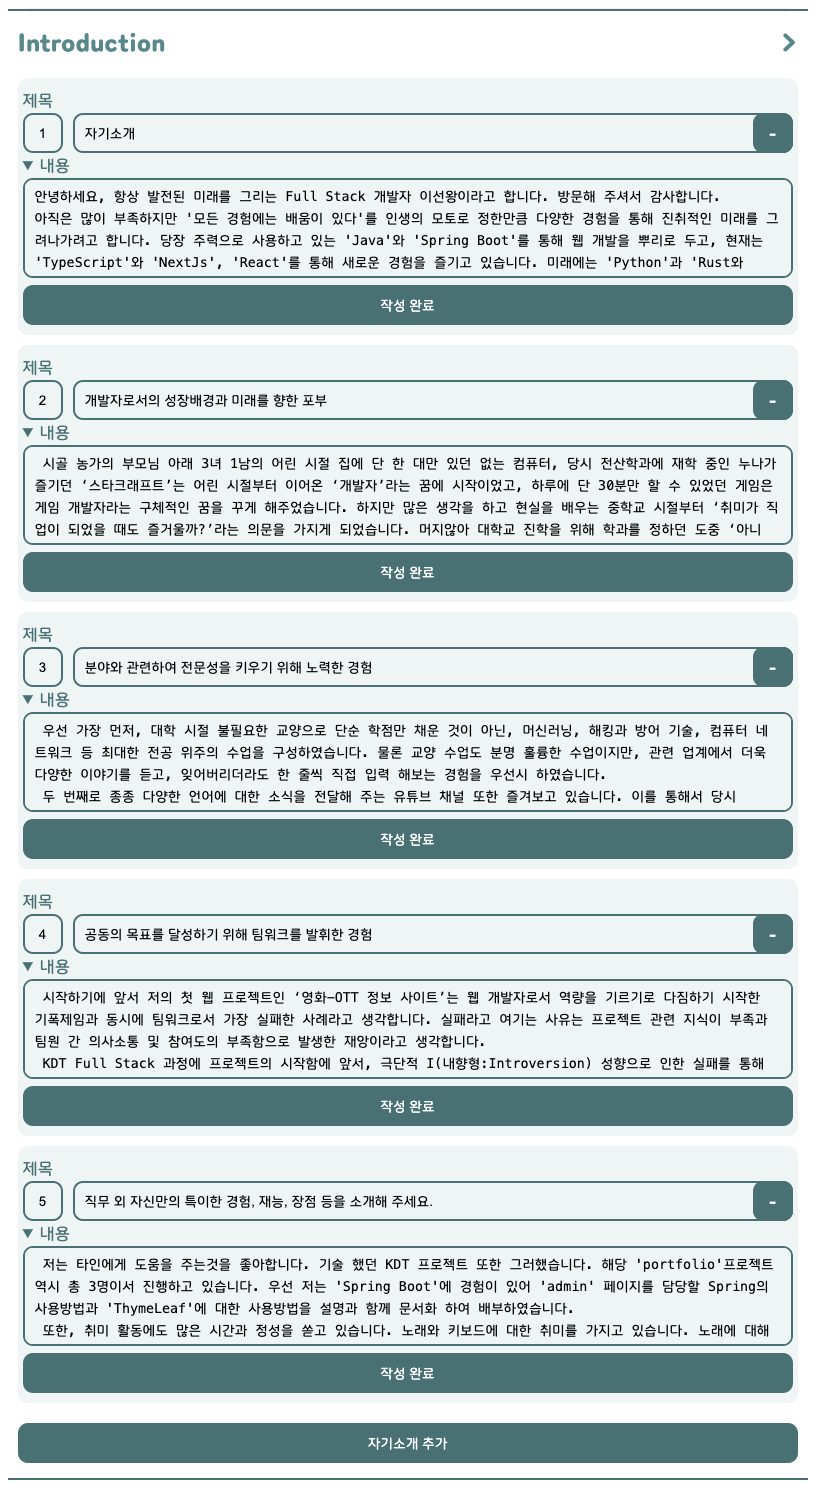 Introduction
제목
1
자기소개
-
▼ 내용
안녕하세요, 항상 발전된 미래를 그리는 Full Stack 개발자 이선왕이라고 합니다. 방문해 주셔서 감사합니다.
아직은 많이 부족하지만 '모든 경험에는 배움이 있다'를 인생의 모토로 정한만큼 다양한 경험을 통해 진취적인 미래를 그
려나가려고 합니다. 당장 주력으로 사용하고 있는 'Java'와 'Spring Boot'를 통해 웹 개발을 뿌리로 두고, 현재는
'TypeScript'와 'NextJs', 'React'를 통해 새로운 경험을 즐기고 있습니다. 미래에는 'Python'과 'Rust와
작성 완료
제목
2
개발자로서의 성장배경과 미래를 향한 포부
-
▼ 내용
시골 농가의 부모님 아래 3녀 1남의 어린 시절 집에 단 한 대만 있던 없는 컴퓨터, 당시 전산학과에 재학 중인 누나가
즐기던 ‘스타크래프트’는 어린 시절부터 이어온 ‘개발자’라는 꿈에 시작이었고, 하루에 단 30분만 할 수 있었던 게임은
게임 개발자라는 구체적인 꿈을 꾸게 해주었습니다. 하지만 많은 생각을 하고 현실을 배우는 중학교 시절부터 ‘취미가 직
업이 되었을 때도 즐거울까?’라는 의문을 가지게 되었습니다. 머지않아 대학교 진학을 위해 학과를 정하던 도중 ‘아니
작성 완료
제목
3
분야와 관련하여 전문성을 키우기 위해 노력한 경험
-
▼ 내용
우선 가장 먼저, 대학 시절 불필요한 교양으로 단순 학점만 채운 것이 아닌, 머신러닝, 해킹과 방어 기술, 컴퓨터 네
트워크 등 최대한 전공 위주의 수업을 구성하였습니다. 물론 교양 수업도 분명 훌륭한 수업이지만, 관련 업계에서 더욱
다양한 이야기를 듣고, 잊어버리더라도 한 줄씩 직접 입력 해보는 경험을 우선시 하였습니다.
두 번째로 종종 다양한 언어에 대한 소식을 전달해 주는 유튜브 채널 또한 즐겨보고 있습니다. 이를 통해서 당시
작성 완료
제목
4
공동의 목표를 달성하기 위해 팀워크를 발휘한 경험
-
▼ 내용
시작하기에 앞서 저의 첫 웹 프로젝트인 ‘영화—OTT 정보 사이트’는 웹 개발자로서 역량을 기르기로 다짐하기 시작한
기폭제임과 동시에 팀워크로서 가장 실패한 사례라고 생각합니다. 실패라고 여기는 사유는 프로젝트 관련 지식이 부족과
팀원 간 의사소통 및 참여도의 부족함으로 발생한 재앙이라고 생각합니다.
KDT Full Stack 과정에 프로젝트의 시작함에 앞서, 극단적 I(내향형:Introversion) 성향으로 인한 실패를 통해
작성 완료
제목
5
직무 외 자신만의 특이한 경험, 재능, 장점 등을 소개해 주세요.
-
▼ 내용
저는 타인에게 도움을 주는것을 좋아합니다. 기술 했던 KDT 프로젝트 또한 그러했습니다. 해당 'portfolio'프로젝트
역시 총 3명이서 진행하고 있습니다. 우선 저는 'Spring Boot'에 경험이 있어 'admin' 페이지를 담당할 Spring의
사용방법과 'ThymeLeaf'에 대한 사용방법을 설명과 함께 문서화 하여 배부하였습니다.
또한, 취미 활동에도 많은 시간과 정성을 쏟고 있습니다. 노래와 키보드에 대한 취미를 가지고 있습니다. 노래에 대해
작성 완료
자기소개 추가